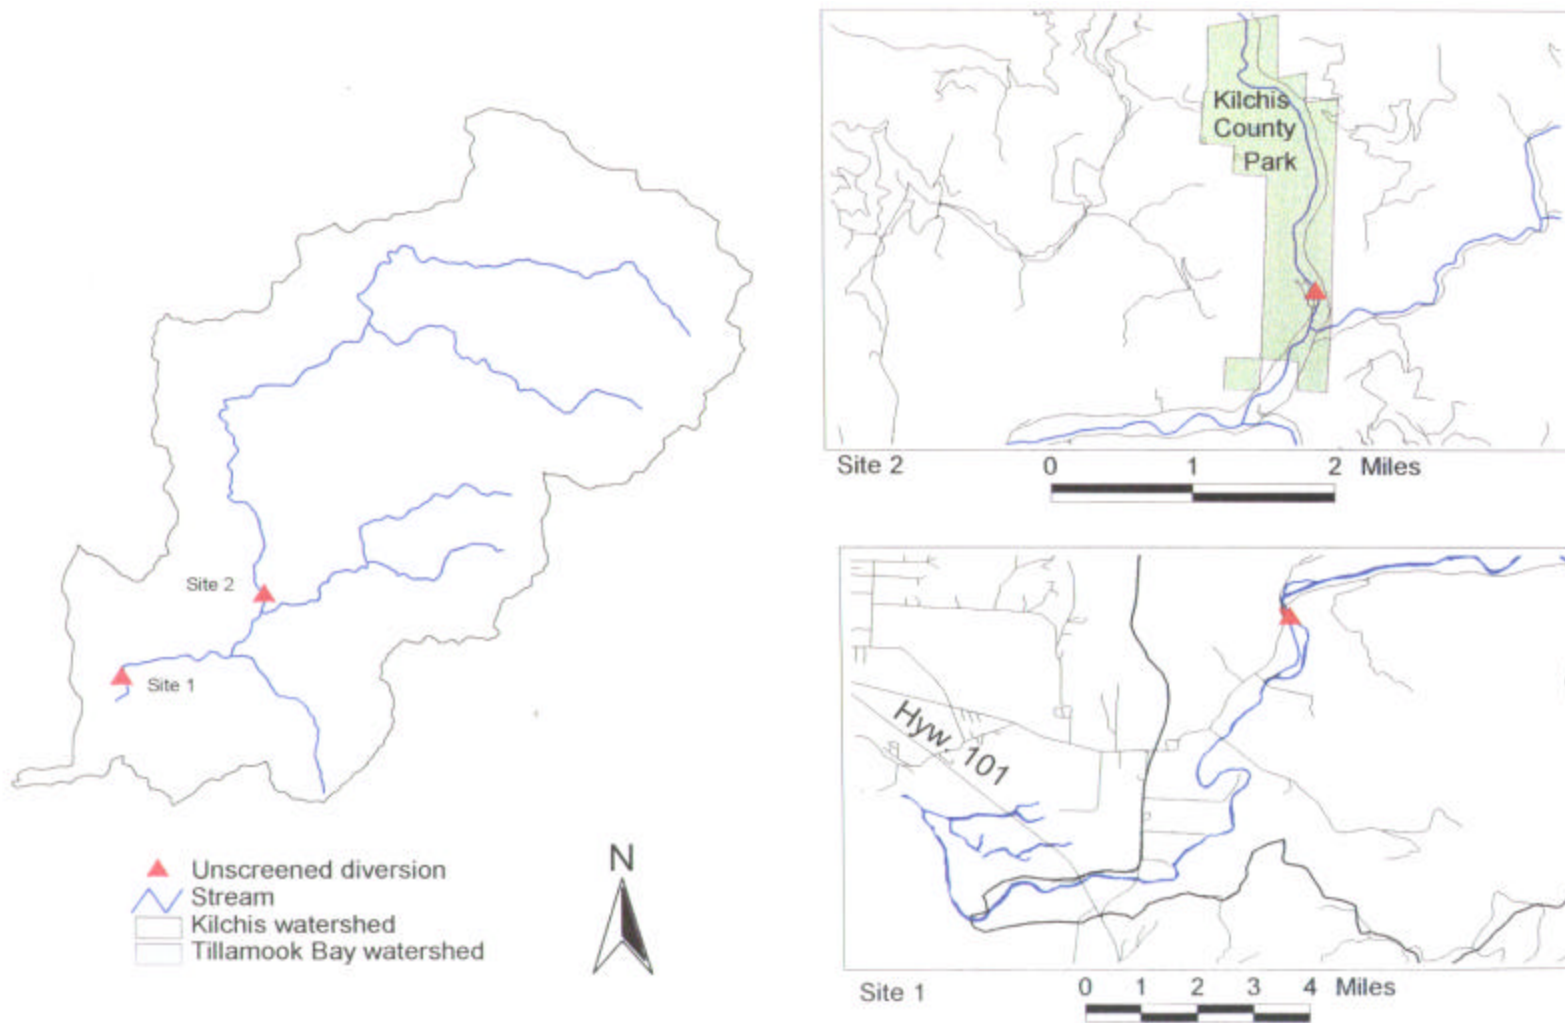 Site 2
Site 1
Unscreened diversion
Stream
Kilchis watershed
Tillamook Bay watershed
N
Kilchis
County
Park
Site 2
0 1 2 Miles
Hyw. 101
Site 1
0 1 2 3 4 Miles